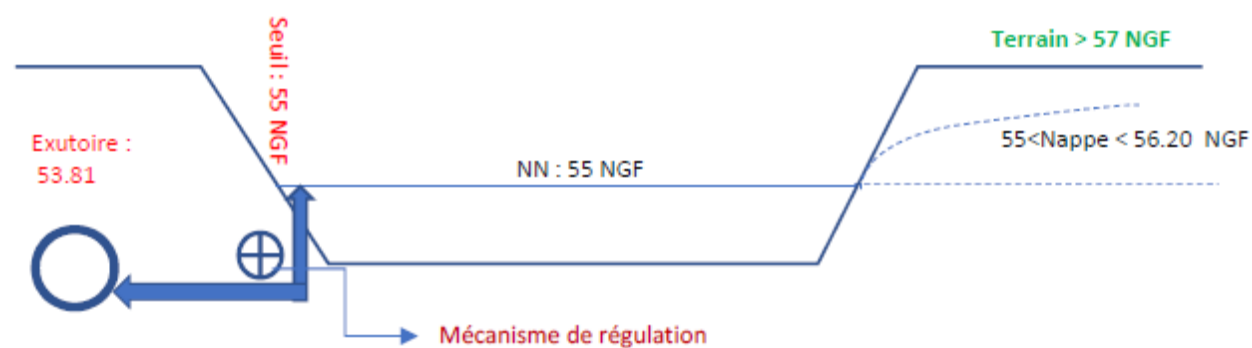 Seuil : 55 NGF
Terrain > 57 NGF
Exutoire :
53.81
NN : 55 NGF
55<Nappe < 56.20 NGF
Mécanisme de régulation